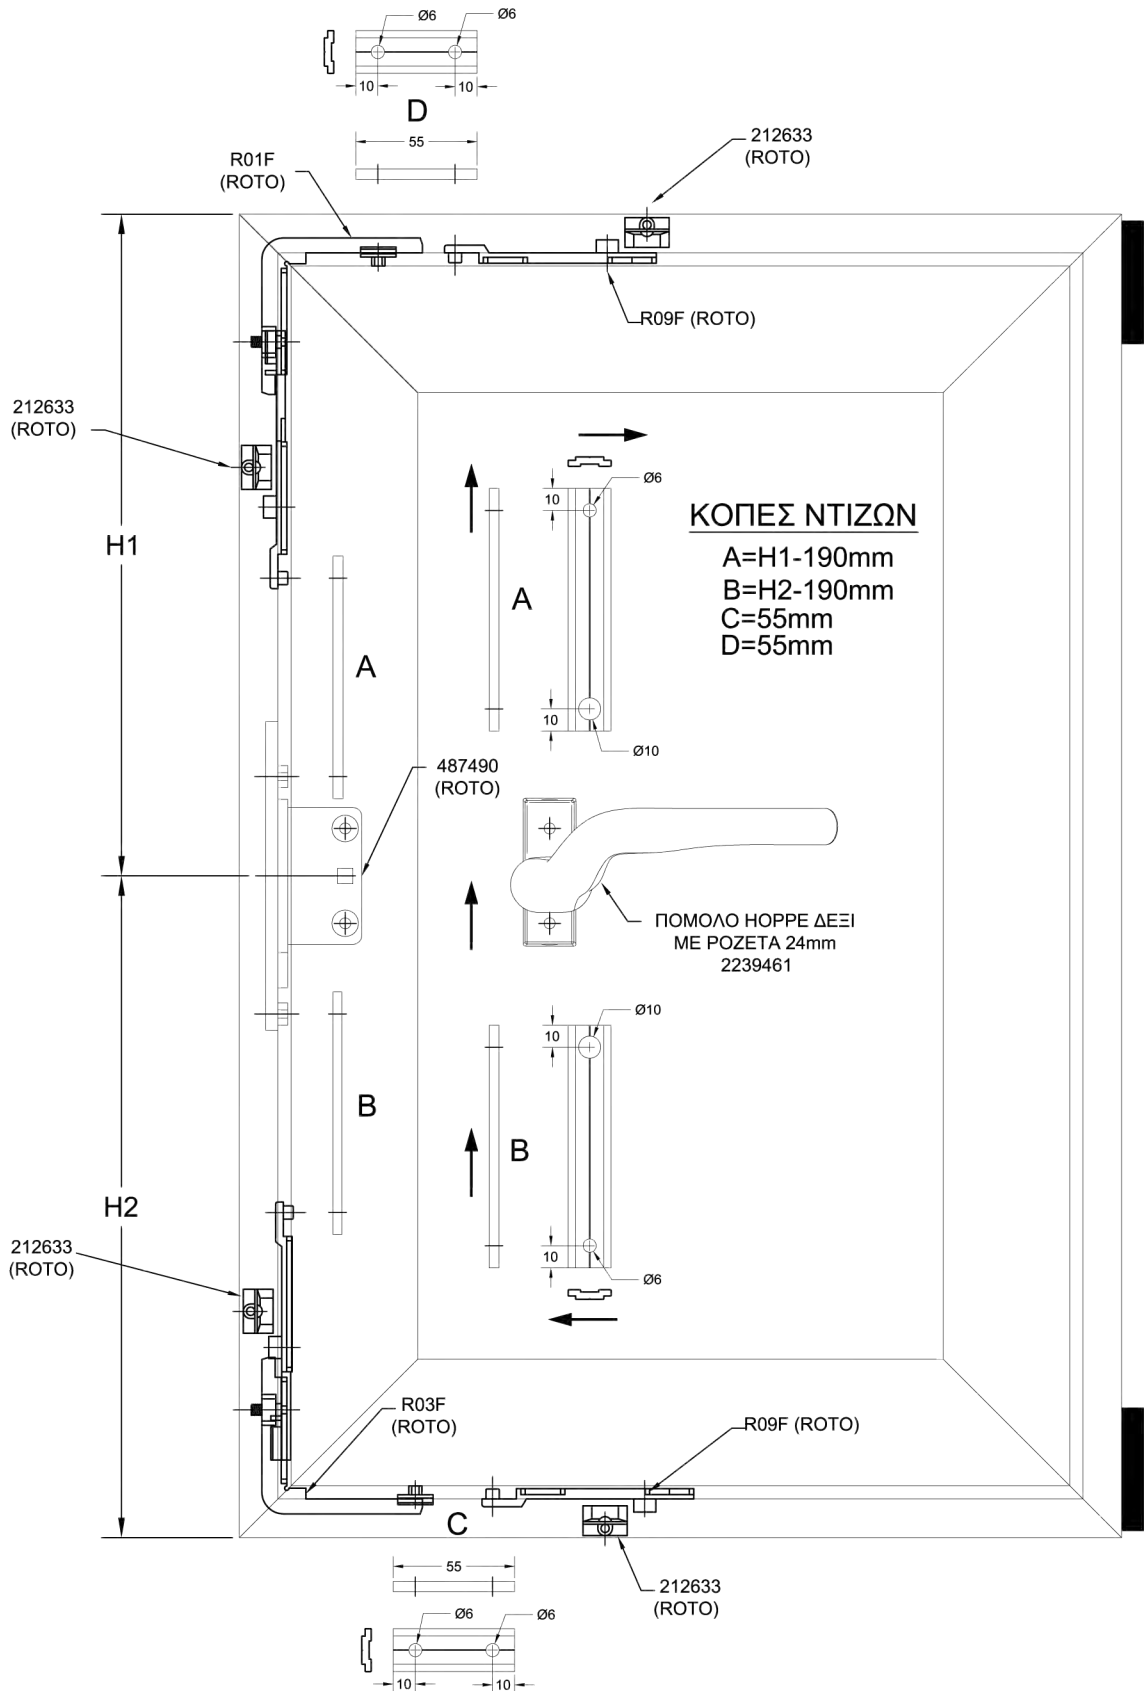 Ø6
Ø6
10
10
D
55
212633
(ROTO)
R01F
(ROTO)
R09F (ROTO)
212633
(ROTO)
H1
Ø6
10
ΚΟΠΕΣ ΝΤΙΖΩΝ
A=H1-190mm
B=H2-190mm
C=55mm
D=55mm
A
A
10
Ø10
487490
(ROTO)
ΠΟΜΟΛΟ HOPPE ΔΕΞΙ
ΜΕ ΡΟΖΕΤΑ 24mm
2239461
Ø10
10
B
B
H2
212633
(ROTO)
10
Ø6
R03F
(ROTO)
R09F (ROTO)
C
55
212633
(ROTO)
Ø6
Ø6
10
10